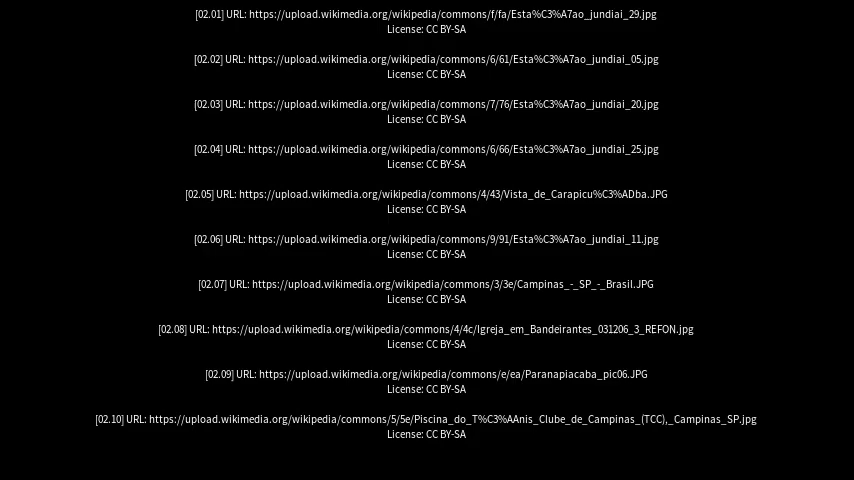 [02.01] URL: https://upload.wikimedia.org/wikipedia/commons/f/fa/Esta%C3%A7ao_jundiai_29.jpg
License: CC BY-SA
[02.02] URL: https://upload.wikimedia.org/wikipedia/commons/6/61/Esta%C3%A7ao_jundiai_05.jpg
License: CC BY-SA
[02.03] URL: https://upload.wikimedia.org/wikipedia/commons/7/76/Esta%C3%A7ao_jundiai_20.jpg
License: CC BY-SA
[02.04] URL: https://upload.wikimedia.org/wikipedia/commons/6/66/Esta%C3%A7ao_jundiai_25.jpg
License: CC BY-SA
[02.05] URL: https://upload.wikimedia.org/wikipedia/commons/4/43/Vista_de_Carapicu%C3%ADba.JPG
License: CC BY-SA
[02.06] URL: https://upload.wikimedia.org/wikipedia/commons/9/91/Esta%C3%A7ao_jundiai_11.jpg
License: CC BY-SA
[02.07] URL: https://upload.wikimedia.org/wikipedia/commons/3/3e/Campinas_-_SP_-_Brasil.JPG
License: CC BY-SA
[02.08] URL: https://upload.wikimedia.org/wikipedia/commons/4/4c/Igreja_em_Bandeirantes_031206_3_REFON.jpg
License: CC BY-SA
[02.09] URL: https://upload.wikimedia.org/wikipedia/commons/e/ea/Paranapiacaba_pic06.JPG
License: CC BY-SA
[02.10] URL: https://upload.wikimedia.org/wikipedia/commons/5/5e/Piscina_do_T%C3%AAnis_Clube_de_Campinas_(TCC),_Campinas_SP.jpg
License: CC BY-SA